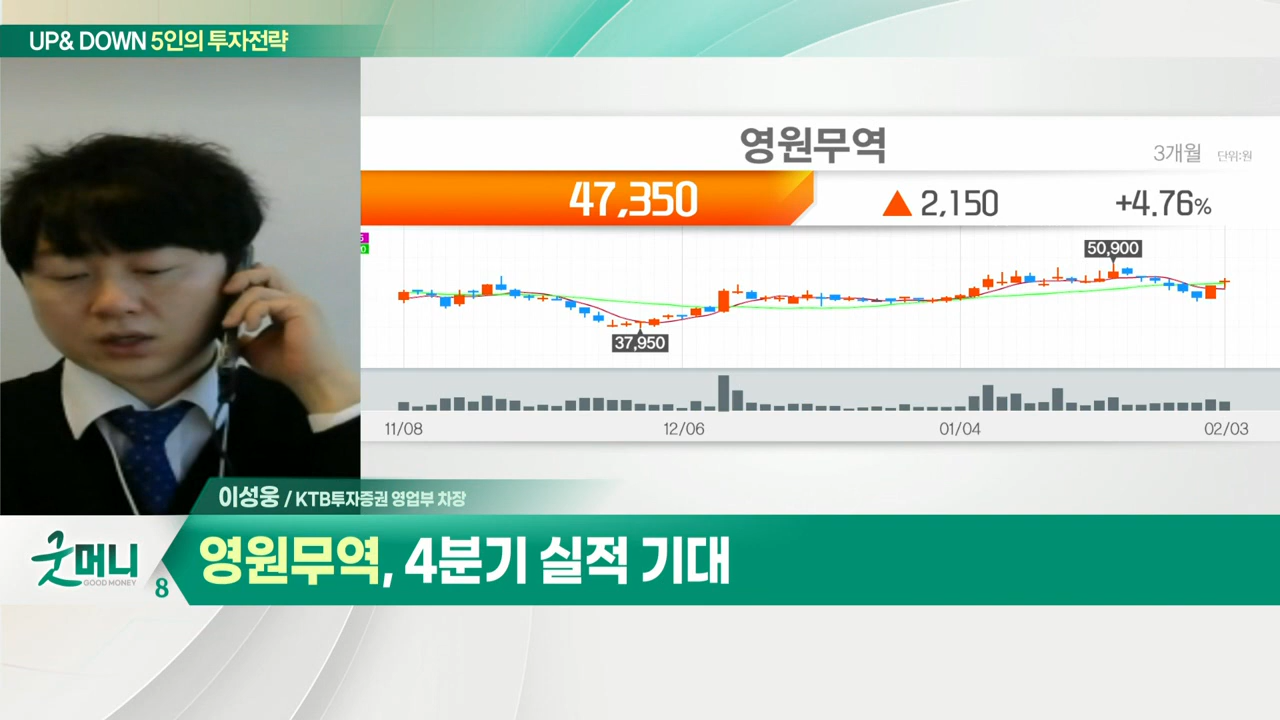 UP& DOWN 5인의 투자전략
영원무역
3개월 단위:원
47,350 ▲ 2,150 +4.76%
50,900
37,950
11/08 12/06 01/04 02/03
이성웅 / KTB투자증권 영업부 차장
굿머니
GOOD MONEY
8
영원무역, 4분기 실적 기대